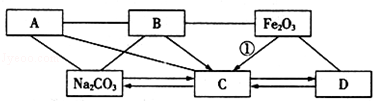 A B Fe₂O₃
①
Na₂CO₃ C D